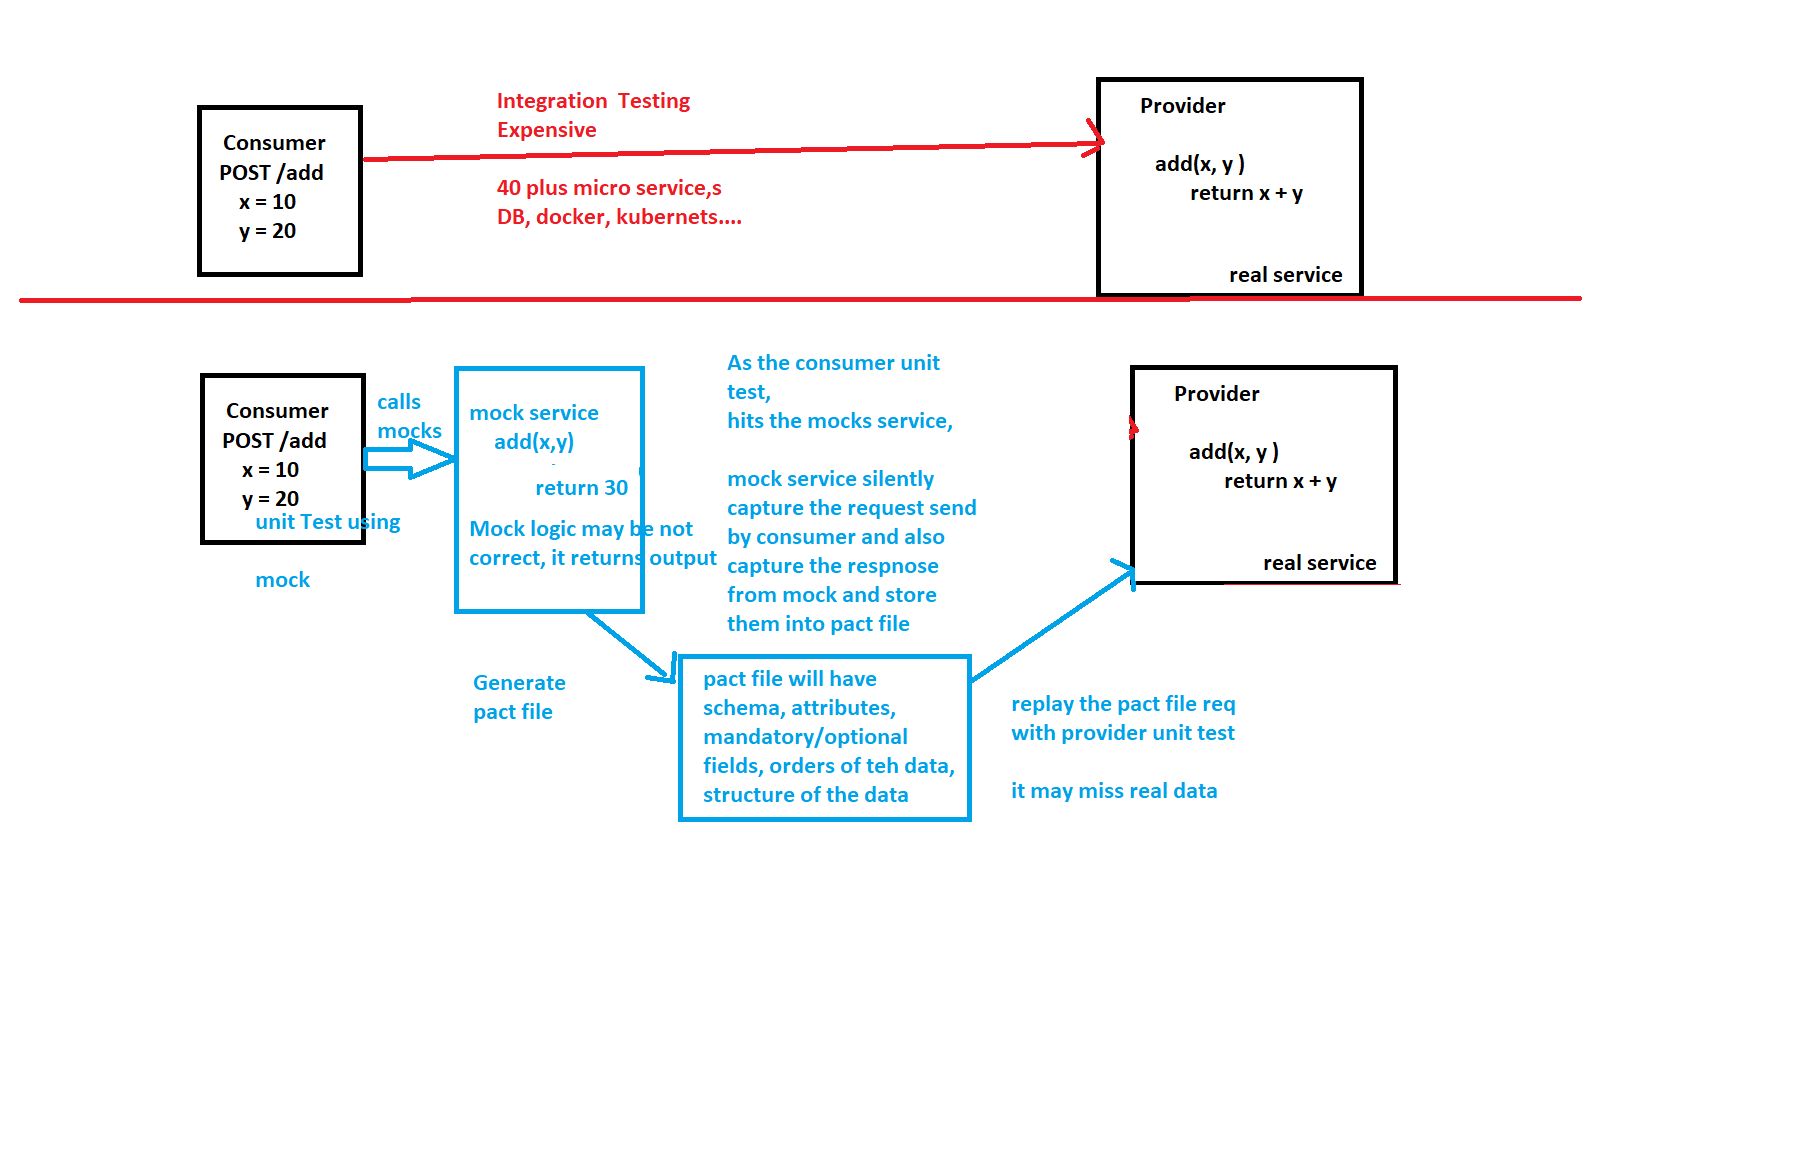 Consumer
POST /add
x = 10
y = 20
Integration  Testing
Expensive
40 plus micro service,s
DB, docker, kubernets....
Provider
add(x, y )
return x + y
real service
Consumer
POST /add
x = 10
y = 20
unit Test using
mock
calls
mocks
mock service
add(x,y)
return 30
Mock logic may be not
correct, it returns output
As the consumer unit
test,
hits the mocks service,
mock service silently
capture the request send
by consumer and also
capture the respnose
from mock and store
them into pact file
Provider
add(x, y )
return x + y
real service
Generate
pact file
pact file will have
schema, attributes,
mandatory/optional
fields, orders of teh data,
structure of the data
replay the pact file req
with provider unit test
it may miss real data